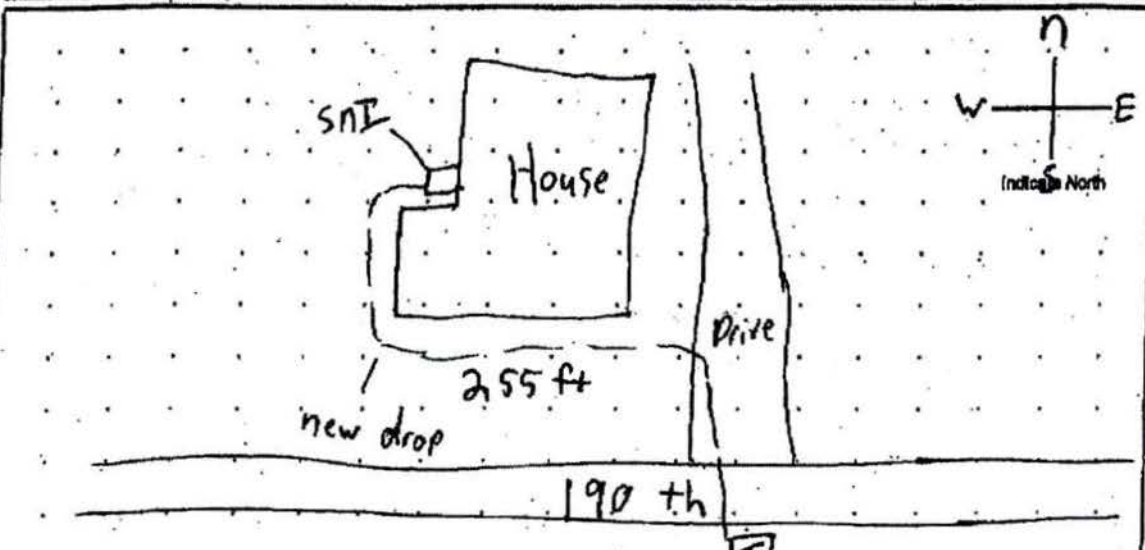 n
SnI
W E
House
S
Indicate North
Drive
255 ft
new drop
190 th